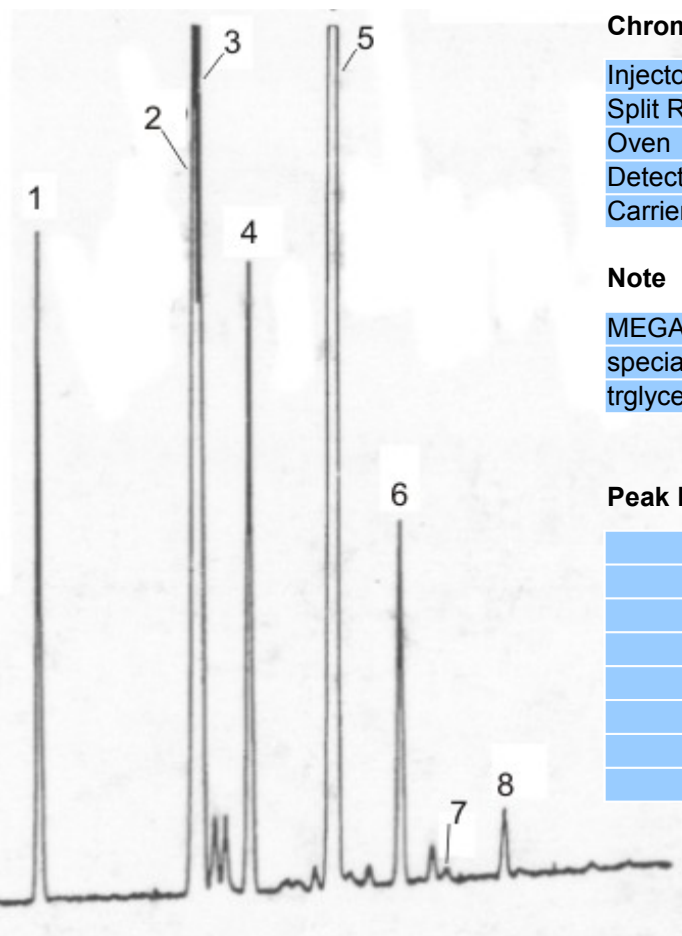 1
2
3
4
5
6
7
8
Chrom
Injecto
Split R
Oven
Detect
Carrier
Note
MEGA
specia
trglyce
Peak